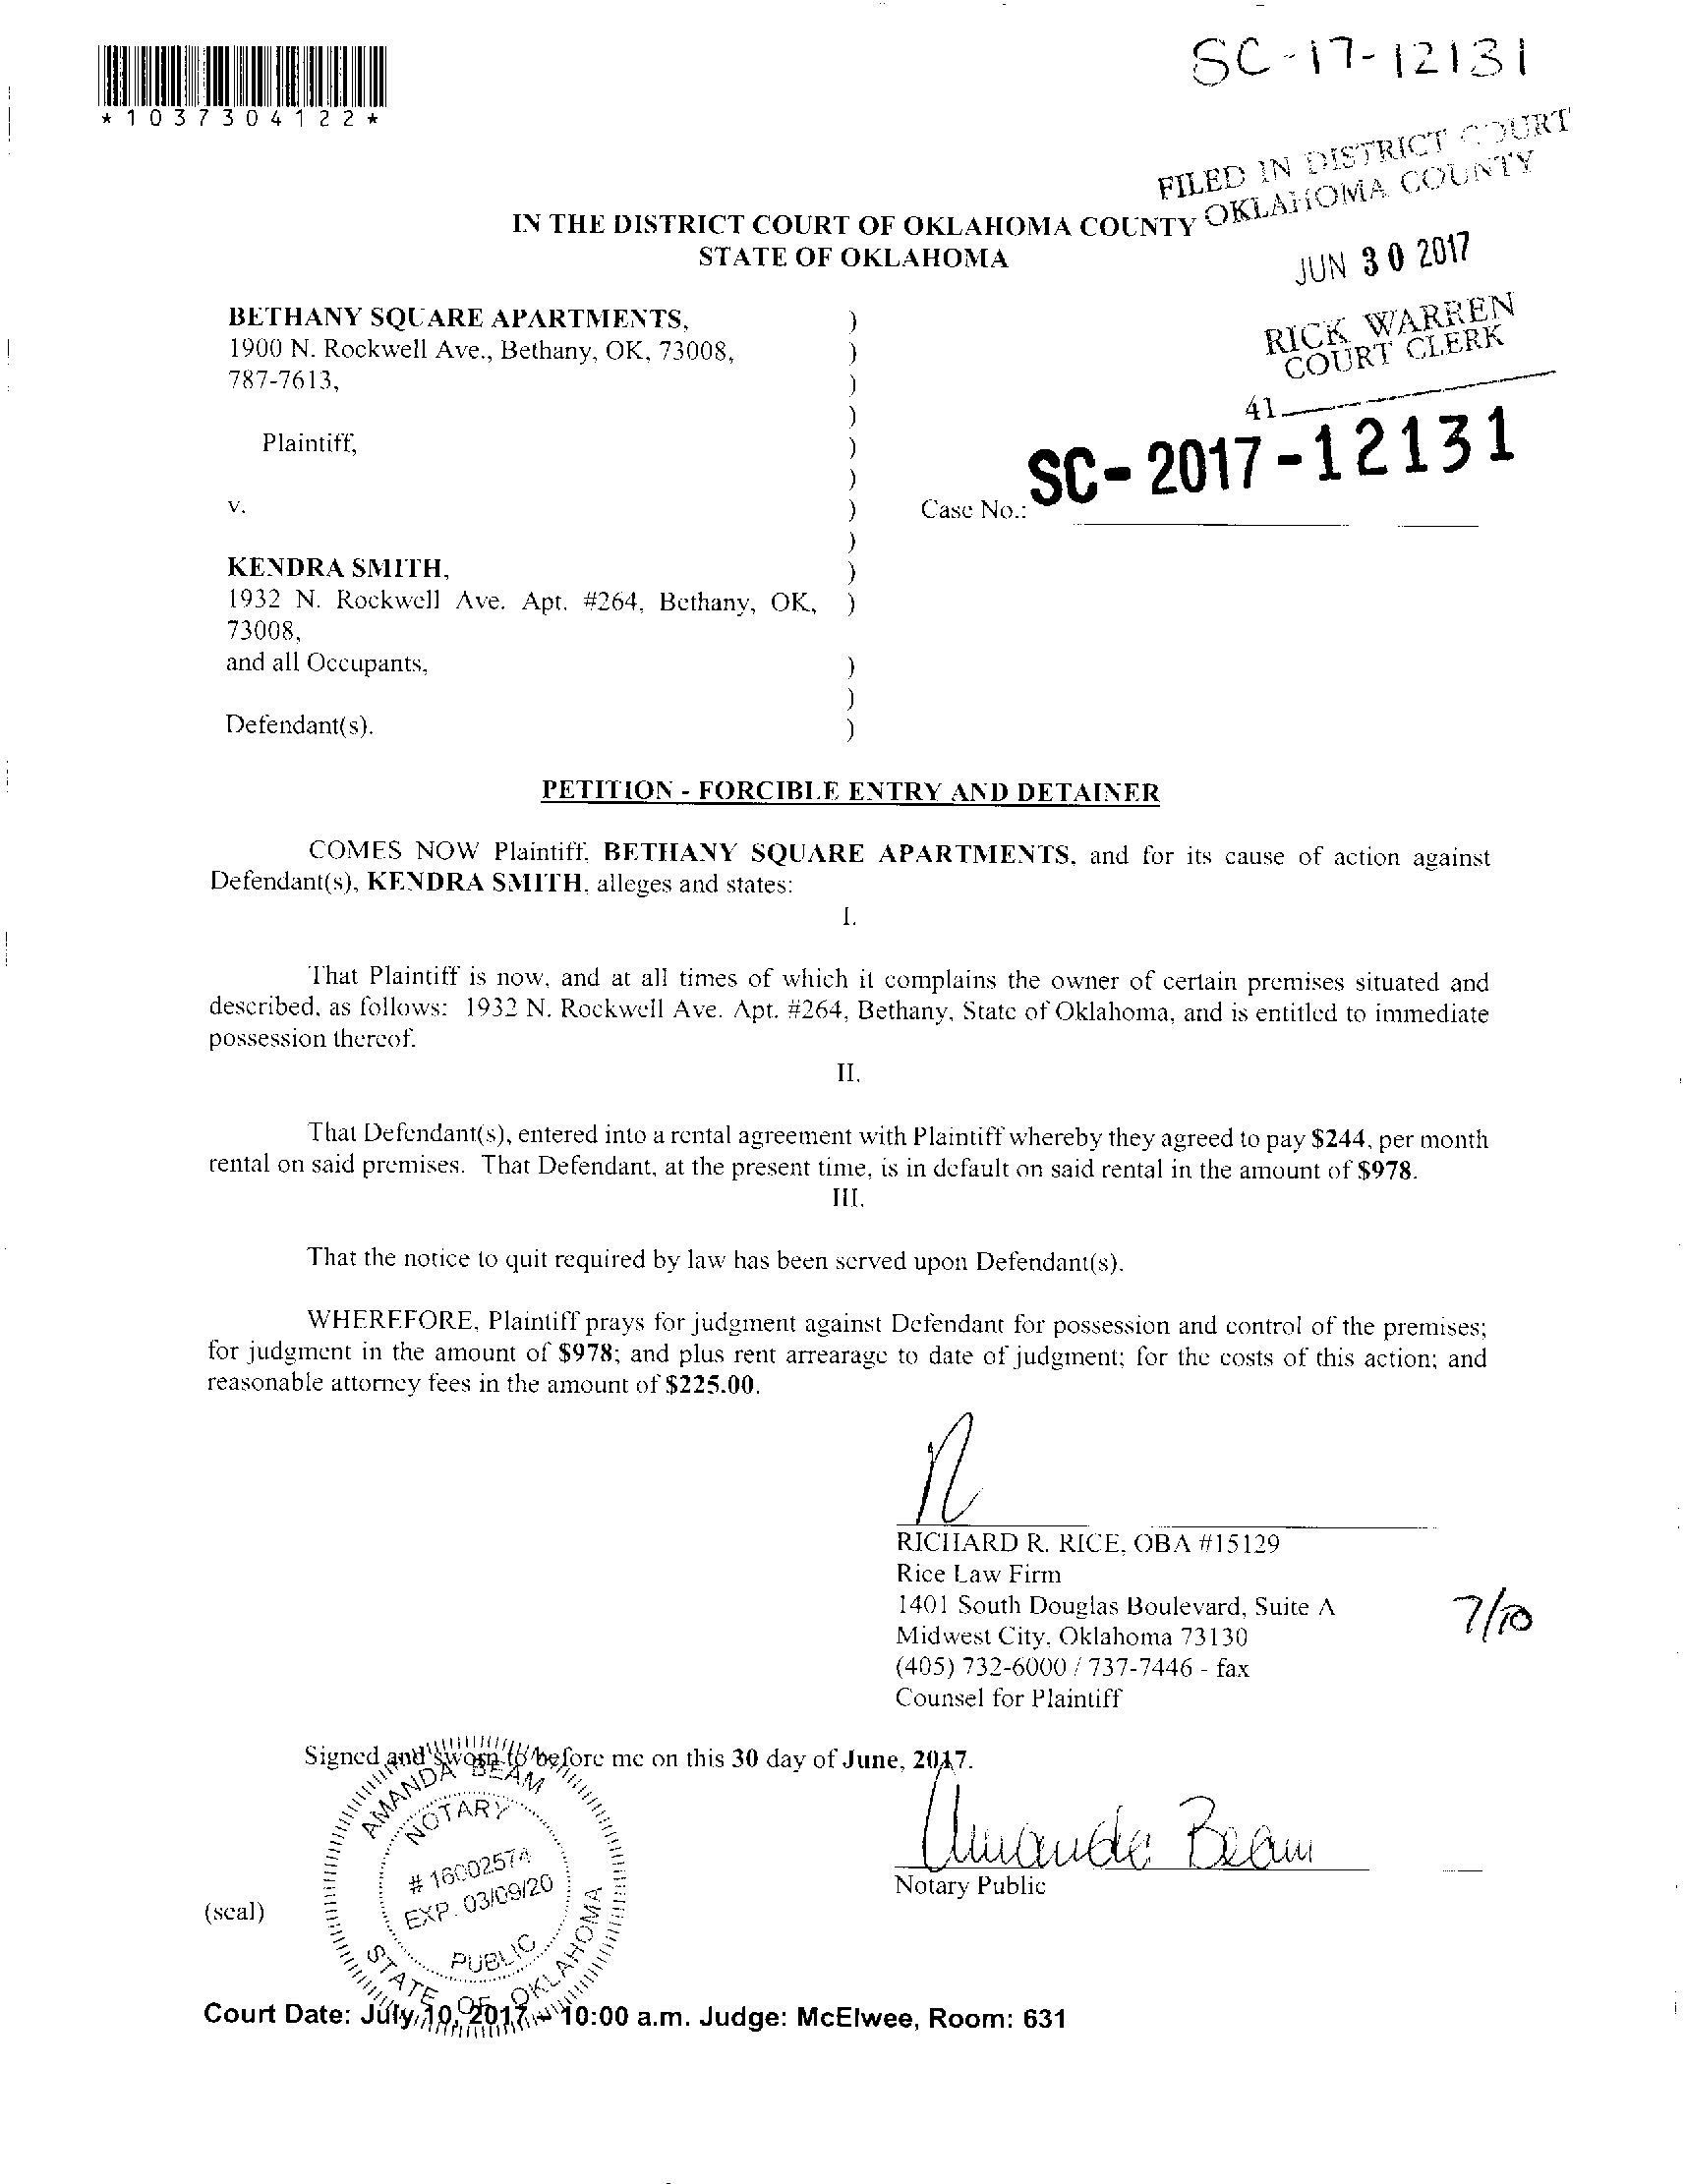 SC-17-12131
*1037304122*
FILED IN DISTRICT COURT
OKLAHOMA COUNTY
JUN 30 2017
RICK WARREN
COURT CLERK
41
IN THE DISTRICT COURT OF OKLAHOMA COUNTY
STATE OF OKLAHOMA
BETHANY SQUARE APARTMENTS, )
1900 N. Rockwell Ave., Bethany, OK, 73008, )
787-7613, )
)
Plaintiff, )
)
v. ) Case No.: SC-2017-12131
)
KENDRA SMITH, )
1932 N. Rockwell Ave. Apt. #264, Bethany, OK, )
73008,
and all Occupants, )
)
Defendant(s). )
PETITION - FORCIBLE ENTRY AND DETAINER
COMES NOW Plaintiff, BETHANY SQUARE APARTMENTS, and for its cause of action against
Defendant(s), KENDRA SMITH, alleges and states:
I.
That Plaintiff is now, and at all times of which it complains the owner of certain premises situated and
described, as follows: 1932 N. Rockwell Ave. Apt. #264, Bethany, State of Oklahoma, and is entitled to immediate
possession thereof.
II.
That Defendant(s), entered into a rental agreement with Plaintiff whereby they agreed to pay $244, per month
rental on said premises. That Defendant, at the present time, is in default on said rental in the amount of $978.
III.
That the notice to quit required by law has been served upon Defendant(s).
WHEREFORE, Plaintiff prays for judgment against Defendant for possession and control of the premises;
for judgment in the amount of $978; and plus rent arrearage to date of judgment; for the costs of this action; and
reasonable attorney fees in the amount of $225.00.
RICHARD R. RICE, OBA #15129
Rice Law Firm
1401 South Douglas Boulevard, Suite A
Midwest City, Oklahoma 73130
(405) 732-6000 / 737-7446 - fax
Counsel for Plaintiff
7/10
Signed and sworn to before me on this 30 day of June, 2017.
Amanda Beam
Notary Public
(seal)
AMANDA BEAM
NOTARY
# 16002574
EXP. 03/09/20
PUBLIC
STATE OF OKLAHOMA
Court Date: July 10, 2017 - 10:00 a.m. Judge: McElwee, Room: 631